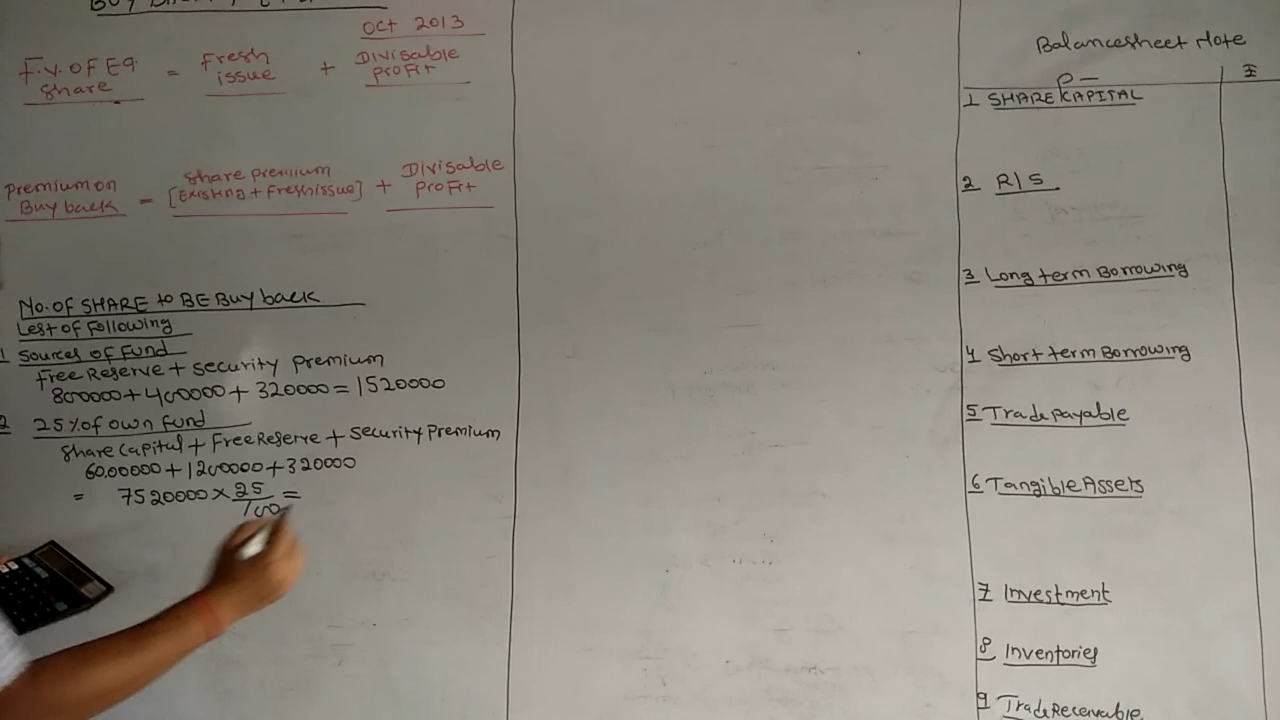 OCT 2013
F.V. OF Eq. Share = Fresh issue + Divisable profit
Premium on Buy back = Share premium [Existing + Fresh issue] + Divisable profit
No. OF SHARE to BE Buy back
Lest of Following
1 Sources of Fund
Free Reserve + security premium
800000 + 400000 + 320000 = 1520000
2 25% of own Fund
Share Capital + Free Reserve + Security Premium
60,00000 + 1200000 + 320000
= 7520000 × 25/100 =
Balancesheet Note
P —
1 SHARE CAPITAL
2 R/S
3 Long term Borrowing
4 Short term Borrowing
5 Trade payable
6 Tangible Assets
7 Investment
8 Inventories
9 Trade Receivable